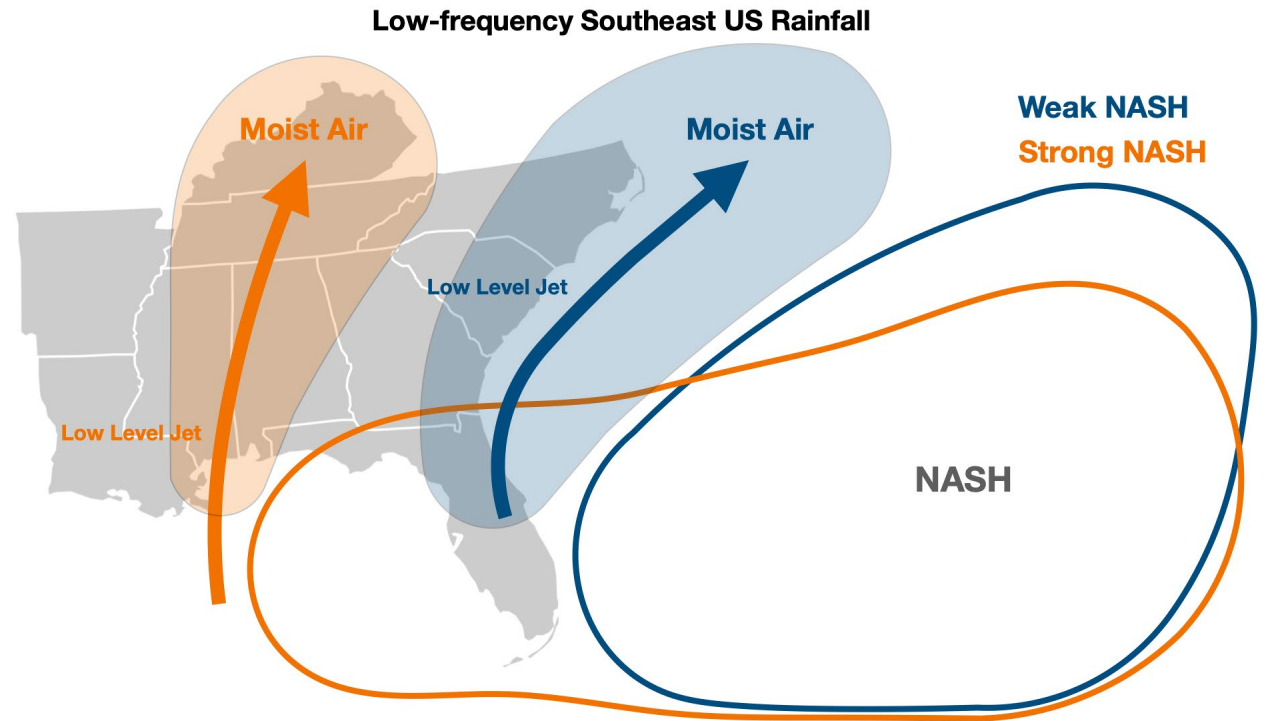 Low-frequency Southeast US Rainfall
Weak NASH
Strong NASH
Moist Air
Moist Air
Low Level Jet
Low Level Jet
NASH